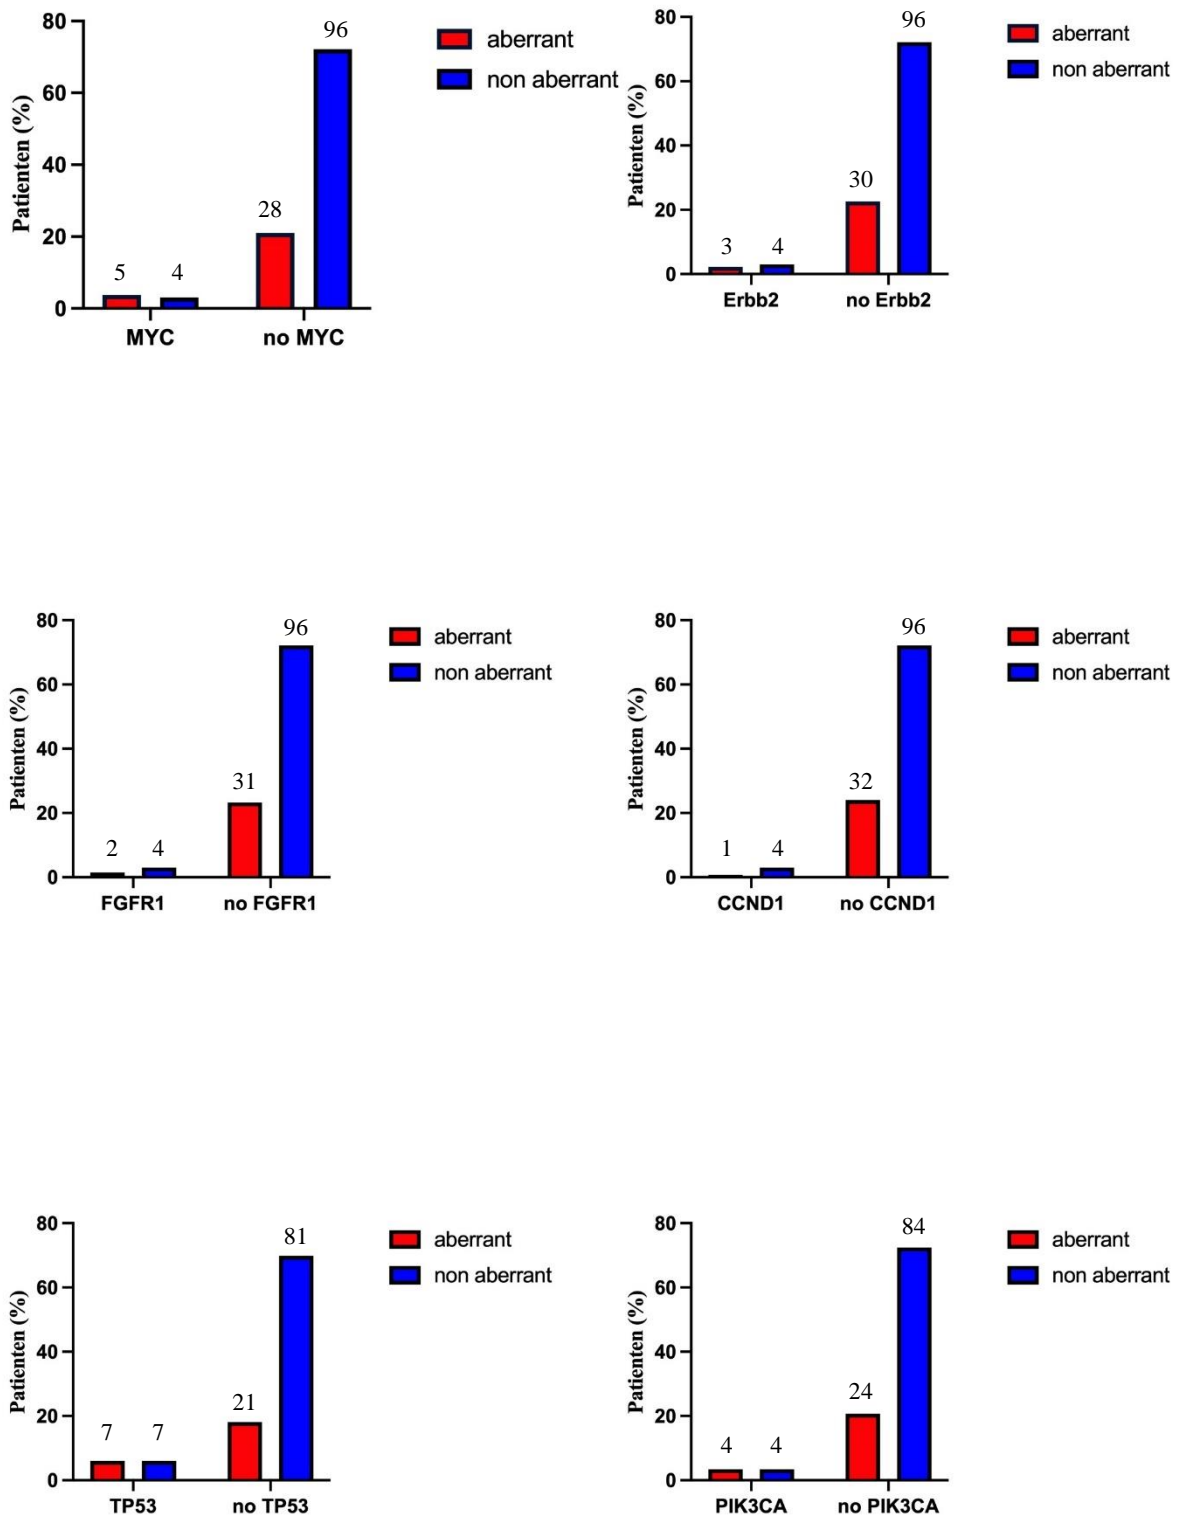 80
60
40
20
0
Patienten (%)
5
4
28
96
MYC
no MYC
aberrant
non aberrant
80
60
40
20
0
Patienten (%)
3
4
30
96
Erbb2
no Erbb2
aberrant
non aberrant
80
60
40
20
0
Patienten (%)
2
4
31
96
FGFR1
no FGFR1
aberrant
non aberrant
80
60
40
20
0
Patienten (%)
1
4
32
96
CCND1
no CCND1
aberrant
non aberrant
80
60
40
20
0
Patienten (%)
7
7
21
81
TP53
no TP53
aberrant
non aberrant
80
60
40
20
0
Patienten (%)
4
4
24
84
PIK3CA
no PIK3CA
aberrant
non aberrant